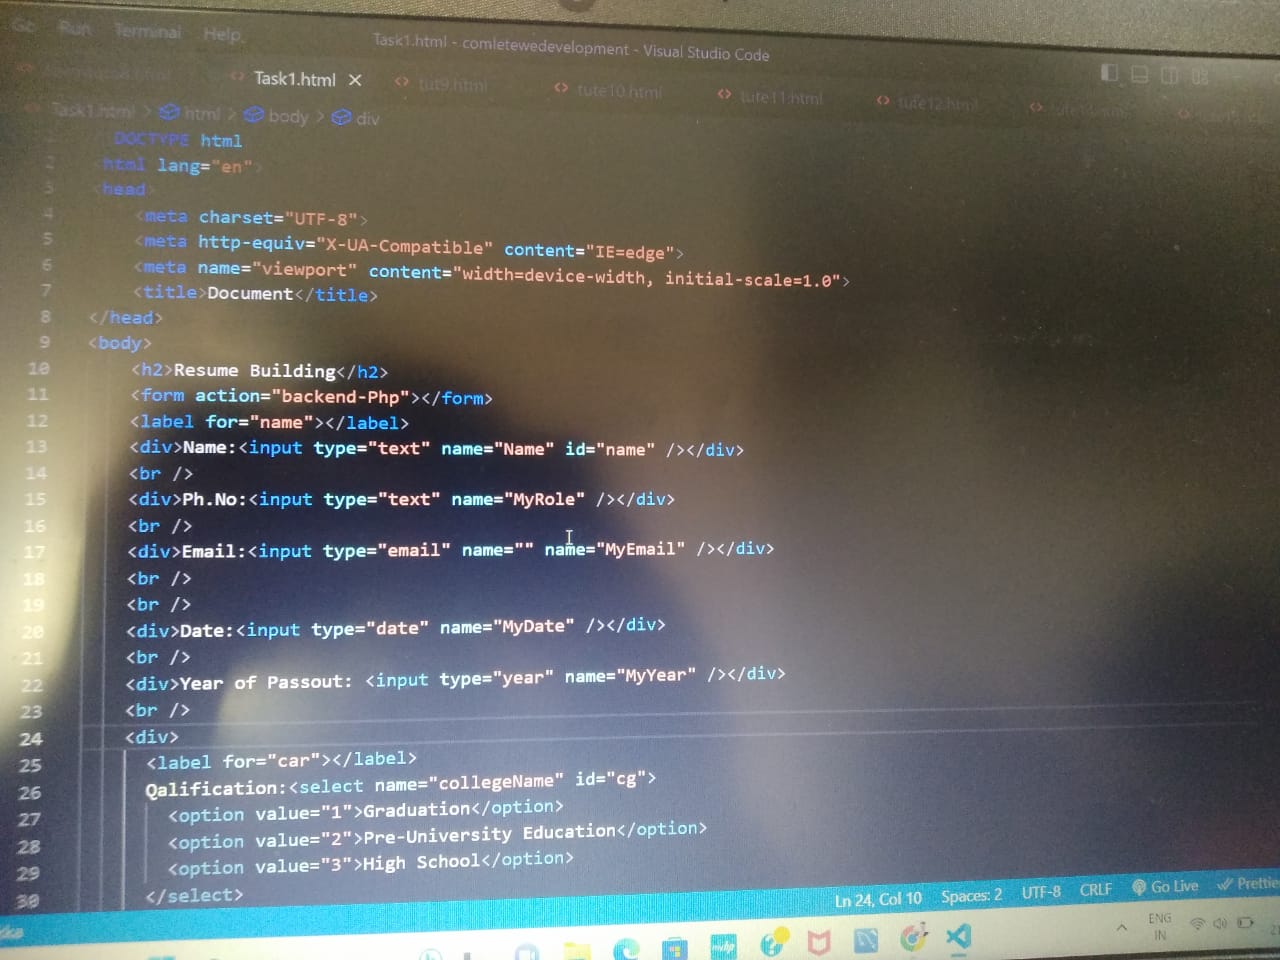 Go Run Terminal Help
Task1.html - comletewedevelopment - Visual Studio Code
Task1.html tut9.html tute10.html tute11.html tute12.html
Task1.html > html > body > div
DOCTYPE html
2 <html lang="en">
3 <head>
4 <meta charset="UTF-8">
5 <meta http-equiv="X-UA-Compatible" content="IE=edge">
6 <meta name="viewport" content="width=device-width, initial-scale=1.0">
7 <title>Document</title>
8 </head>
9 <body>
10 <h2>Resume Building</h2>
11 <form action="backend-Php"></form>
12 <label for="name"></label>
13 <div>Name:<input type="text" name="Name" id="name" /></div>
14 <br />
15 <div>Ph.No:<input type="text" name="MyRole" /></div>
16 <br />
17 <div>Email:<input type="email" name="" name="MyEmail" /></div>
18 <br />
19 <br />
20 <div>Date:<input type="date" name="MyDate" /></div>
21 <br />
22 <div>Year of Passout: <input type="year" name="MyYear" /></div>
23 <br />
24 <div>
25 <label for="car"></label>
26 Qalification:<select name="collegeName" id="cg">
27 <option value="1">Graduation</option>
28 <option value="2">Pre-University Education</option>
29 <option value="3">High School</option>
30 </select>
Ln 24, Col 10 Spaces: 2 UTF-8 CRLF Go Live Prettie
ENG
IN